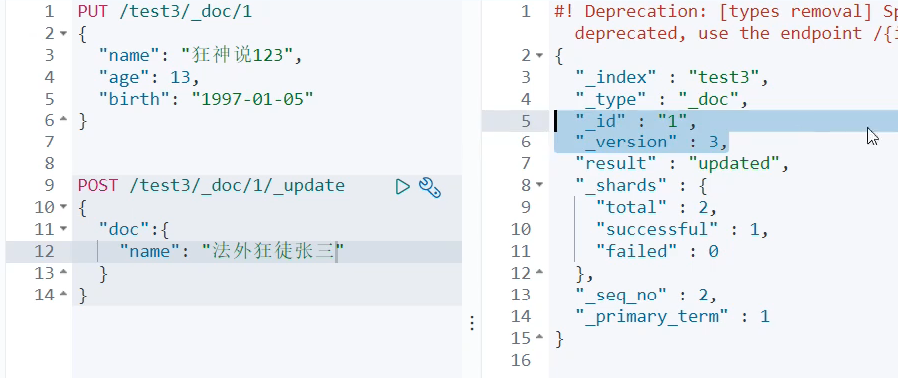 1 PUT /test3/_doc/1
2 {
3 "name": "狂神说123",
4 "age": 13,
5 "birth": "1997-01-05"
6 }
7
8
9 POST /test3/_doc/1/_update
10 {
11 "doc":{
12 "name": "法外狂徒张三"
13 }
14 }
1 #! Deprecation: [types removal] Sp
deprecated, use the endpoint /{i
2 {
3 "_index" : "test3",
4 "_type" : "_doc",
5 "_id" : "1",
6 "_version" : 3,
7 "result" : "updated",
8 "_shards" : {
9 "total" : 2,
10 "successful" : 1,
11 "failed" : 0
12 },
13 "_seq_no" : 2,
14 "_primary_term" : 1
15 }
16